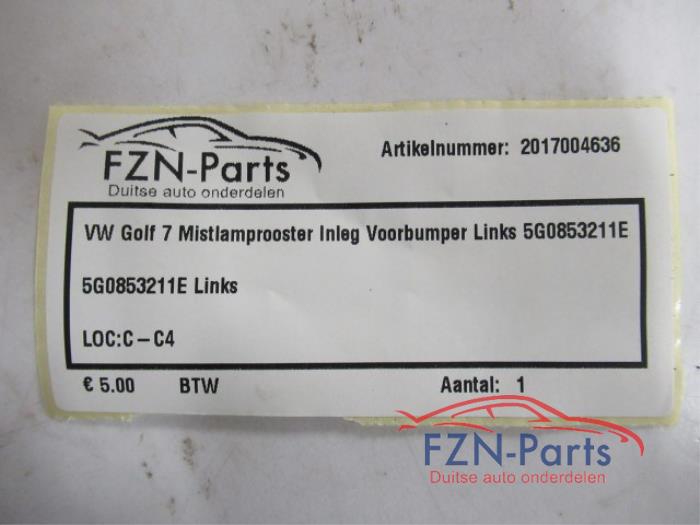 FZN-Parts
Duitse auto onderdelen
Artikelnummer: 2017004636
VW Golf 7 Mistlamprooster Inleg Voorbumper Links 5G0853211E
5G0853211E Links
LOC:C-C4
€ 5.00 BTW Aantal: 1
FZN-Parts
Duitse auto onderdelen